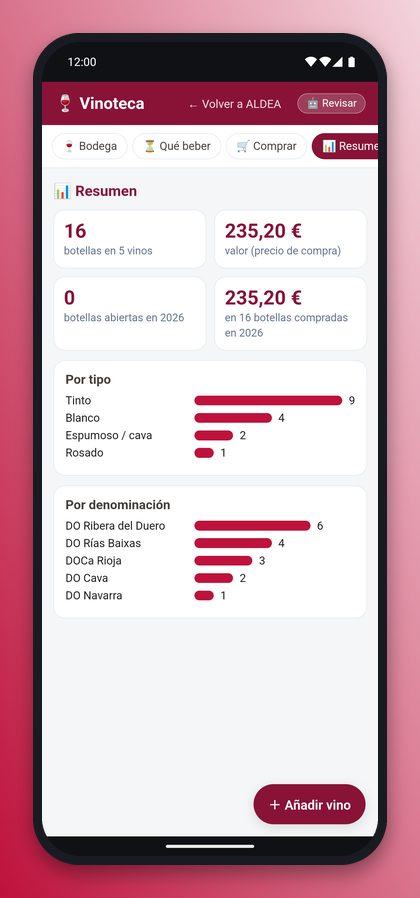 12:00
Vinoteca
← Volver a ALDEA
Revisar
Bodega
Qué beber
Comprar
Resume
Resumen
16
botellas en 5 vinos
235,20 €
valor (precio de compra)
0
botellas abiertas en 2026
235,20 €
en 16 botellas compradas
en 2026
Por tipo
Tinto 9
Blanco 4
Espumoso / cava 2
Rosado 1
Por denominación
DO Ribera del Duero 6
DO Rías Baixas 4
DOCa Rioja 3
DO Cava 2
DO Navarra 1
+ Añadir vino